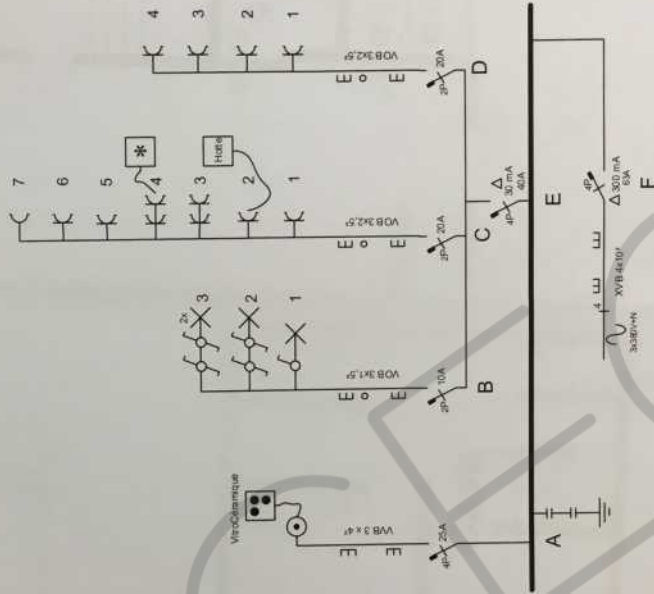 VitroCéramique
VVB 3 x 4²
4P
25A
A
3
2x
2
1
VOB 3x1,5²
2P
10A
B
7
6
5
4
*
3
2
Hotte
1
VOB 3x2,5²
2P
20A
C
4
3
2
1
VOB 3x2,5²
2P
20A
D
4P
Δ
30 mA
40A
E
4P
Δ 300 mA
63A
F
XVB 4x10²
4
3x380V+N